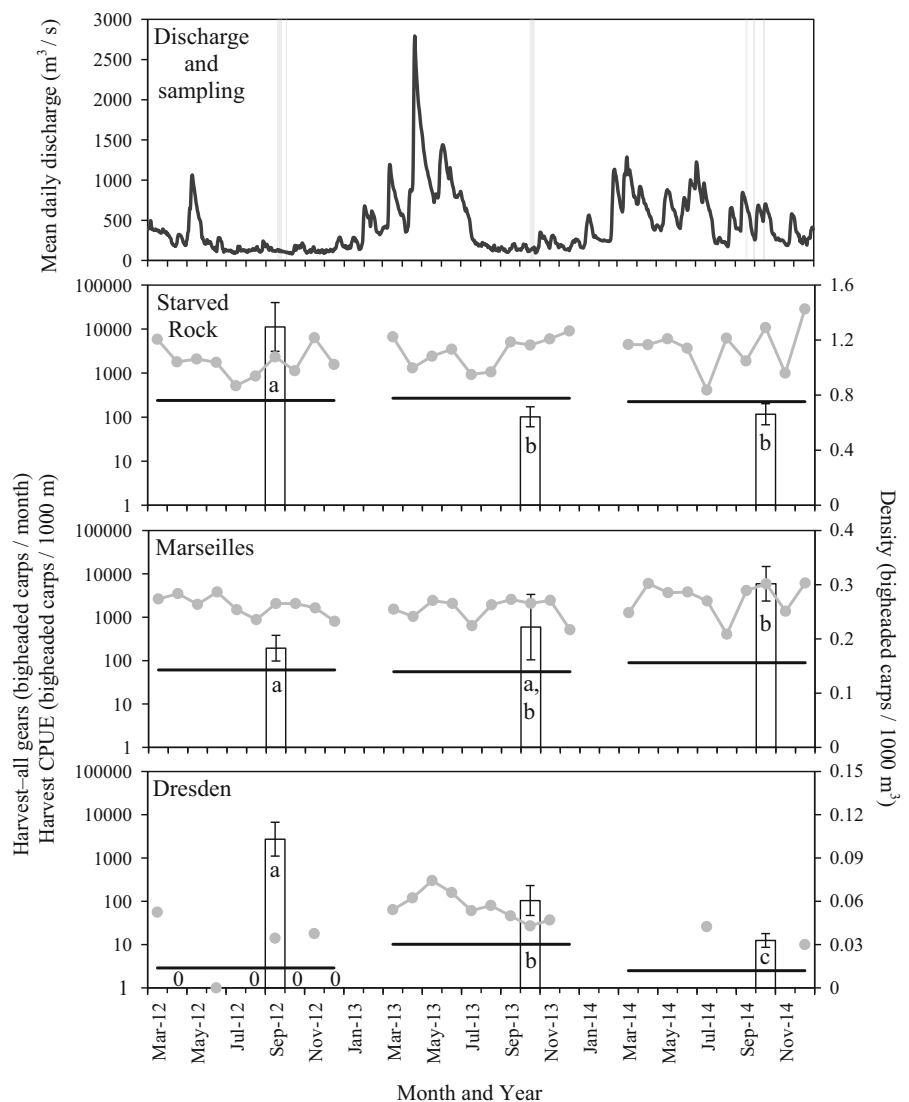 3000
2500
2000
1500
1000
500
0
Mean daily discharge (m³ / s)
Discharge
and
sampling
100000
10000
1000
100
10
1
Starved
Rock
a
b
b
1.6
1.2
0.8
0.4
0
Harvest–all gears (bigheaded carps / month)
Harvest CPUE (bigheaded carps / 1000 m)
Density (bigheaded carps / 1000 m³)
100000
10000
1000
100
10
1
Marseilles
a
a,
b
b
0.4
0.3
0.2
0.1
0
100000
10000
1000
100
10
1
Dresden
a
b
c
0 0 0 0
0.15
0.12
0.09
0.06
0.03
0
Mar-12 May-12 Jul-12 Sep-12 Nov-12 Jan-13 Mar-13 May-13 Jul-13 Sep-13 Nov-13 Jan-14 Mar-14 May-14 Jul-14 Sep-14 Nov-14
Month and Year